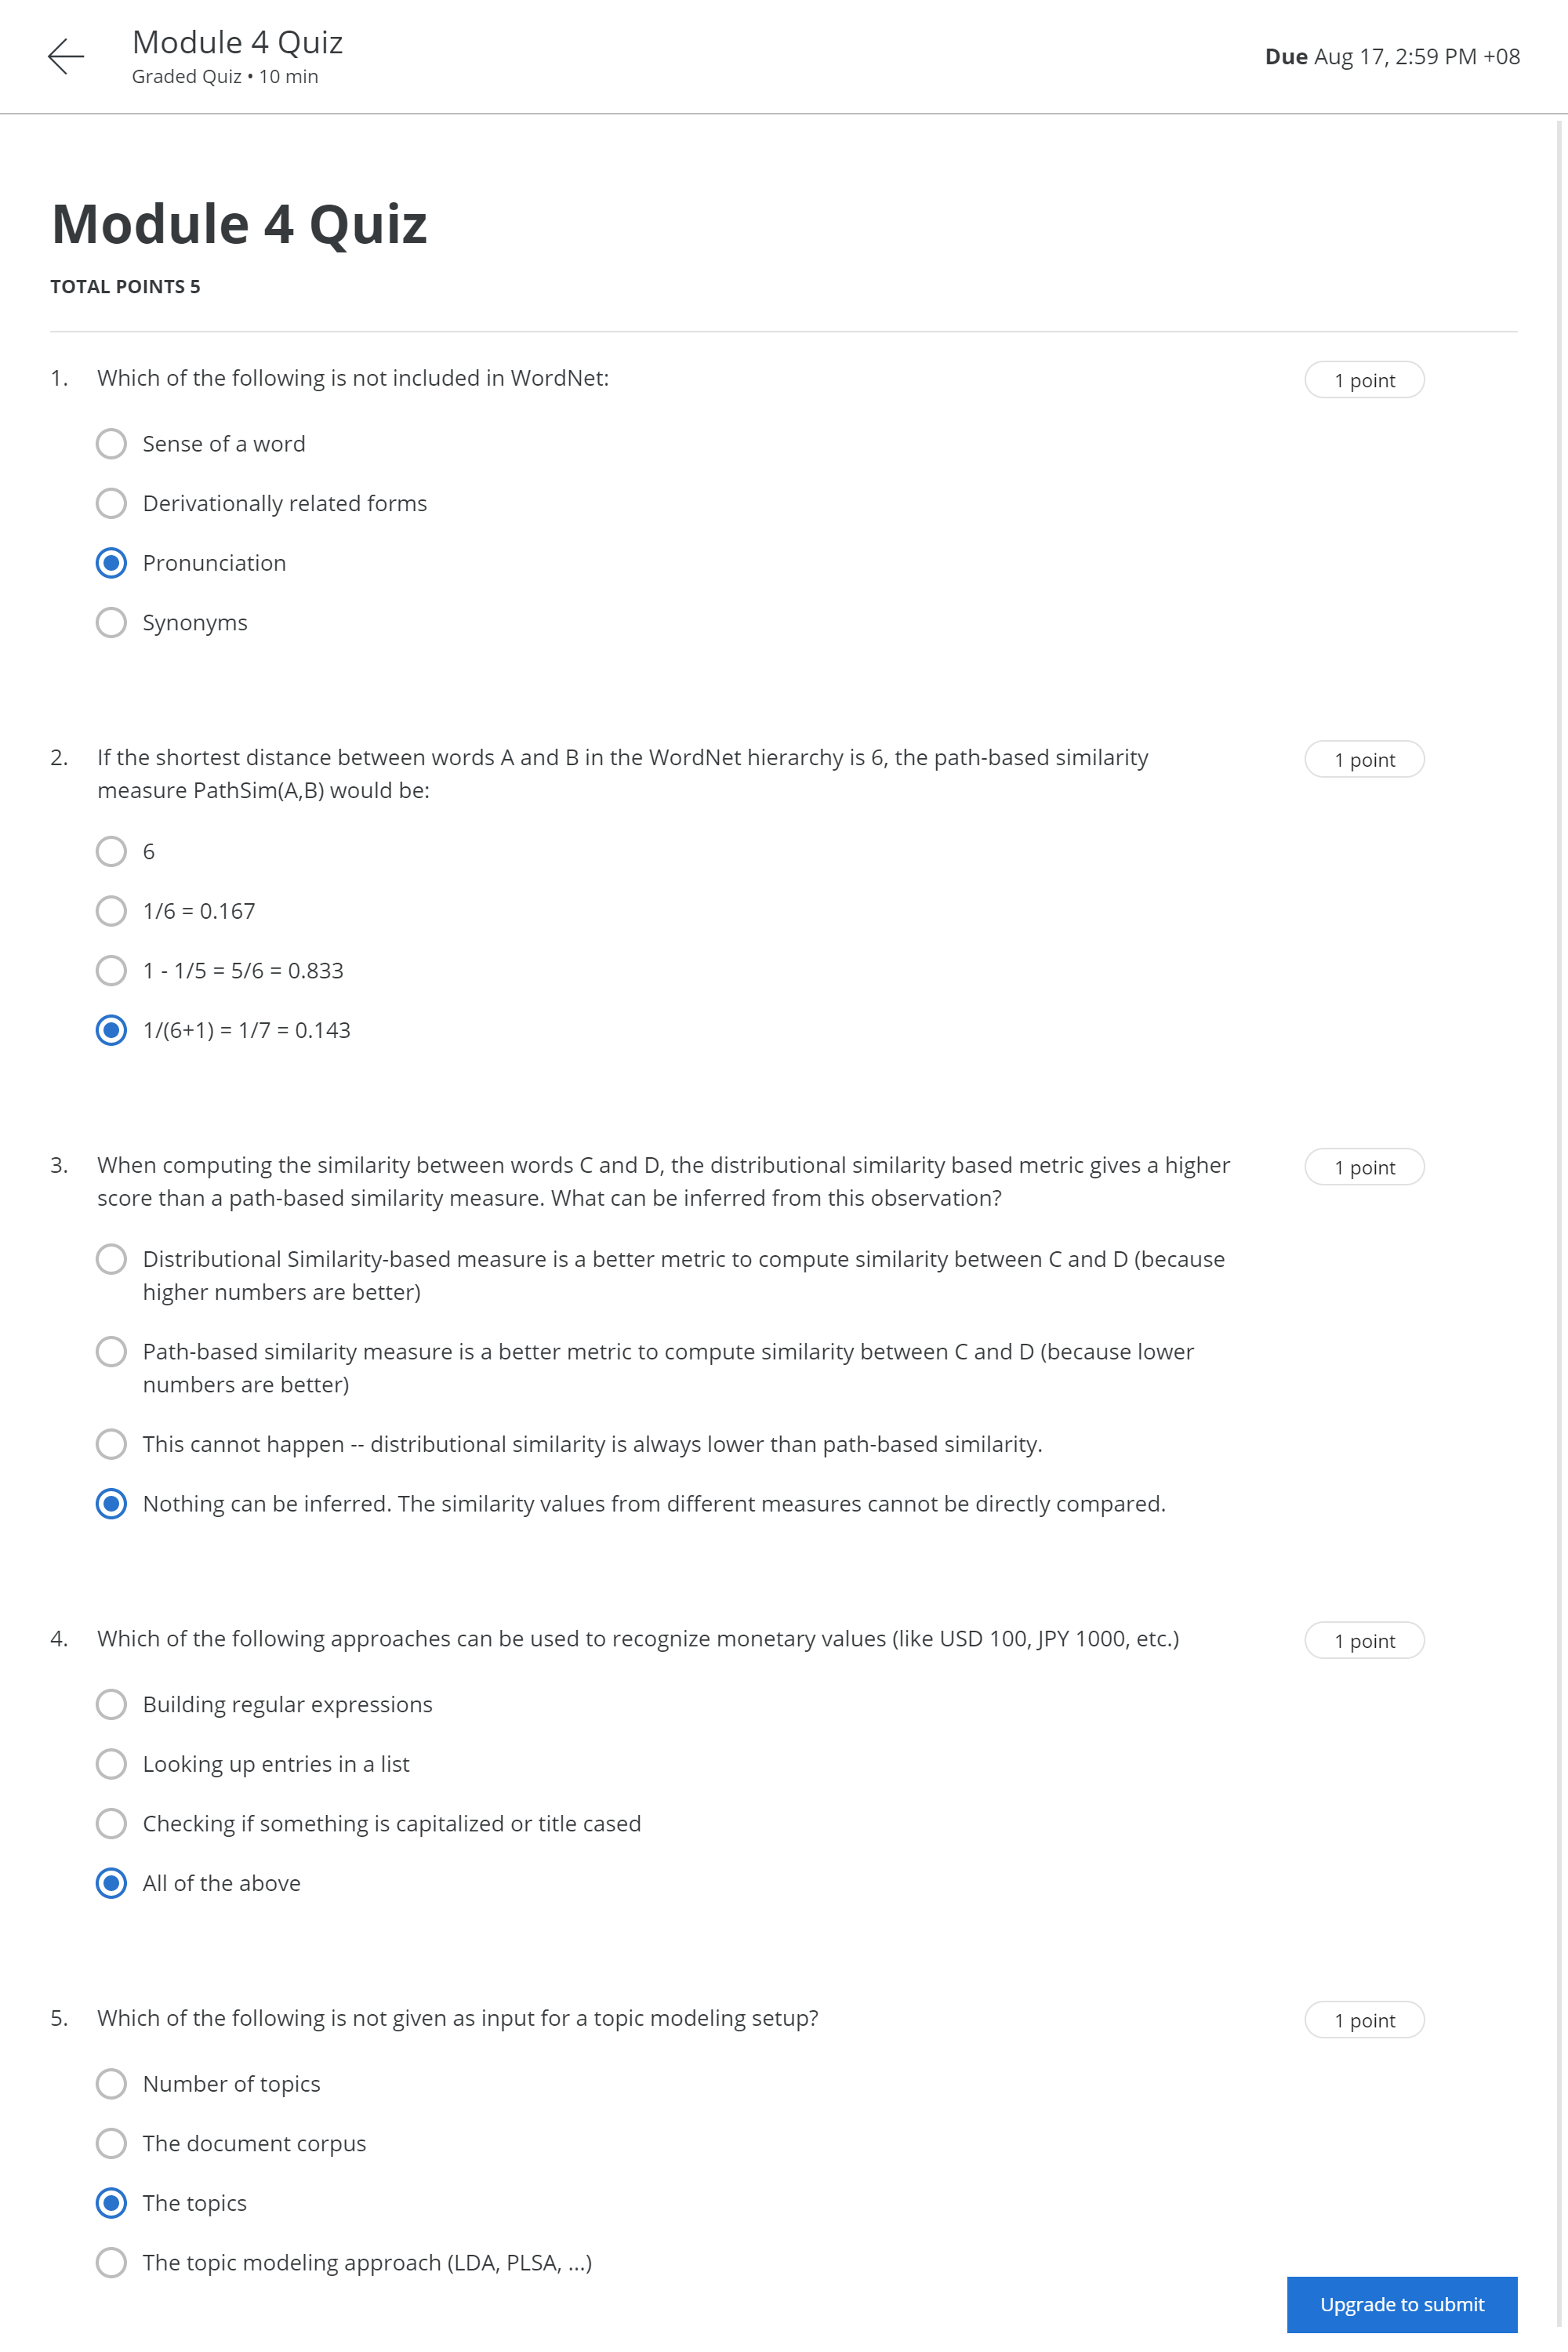 Module 4 Quiz
Graded Quiz • 10 min
Due Aug 17, 2:59 PM +08
Module 4 Quiz
TOTAL POINTS 5
1. Which of the following is not included in WordNet:
1 point
Sense of a word
Derivationally related forms
Pronunciation
Synonyms
2. If the shortest distance between words A and B in the WordNet hierarchy is 6, the path-based similarity
measure PathSim(A,B) would be:
1 point
6
1/6 = 0.167
1 - 1/5 = 5/6 = 0.833
1/(6+1) = 1/7 = 0.143
3. When computing the similarity between words C and D, the distributional similarity based metric gives a higher
score than a path-based similarity measure. What can be inferred from this observation?
1 point
Distributional Similarity-based measure is a better metric to compute similarity between C and D (because
higher numbers are better)
Path-based similarity measure is a better metric to compute similarity between C and D (because lower
numbers are better)
This cannot happen -- distributional similarity is always lower than path-based similarity.
Nothing can be inferred. The similarity values from different measures cannot be directly compared.
4. Which of the following approaches can be used to recognize monetary values (like USD 100, JPY 1000, etc.)
1 point
Building regular expressions
Looking up entries in a list
Checking if something is capitalized or title cased
All of the above
5. Which of the following is not given as input for a topic modeling setup?
1 point
Number of topics
The document corpus
The topics
The topic modeling approach (LDA, PLSA, ...)
Upgrade to submit